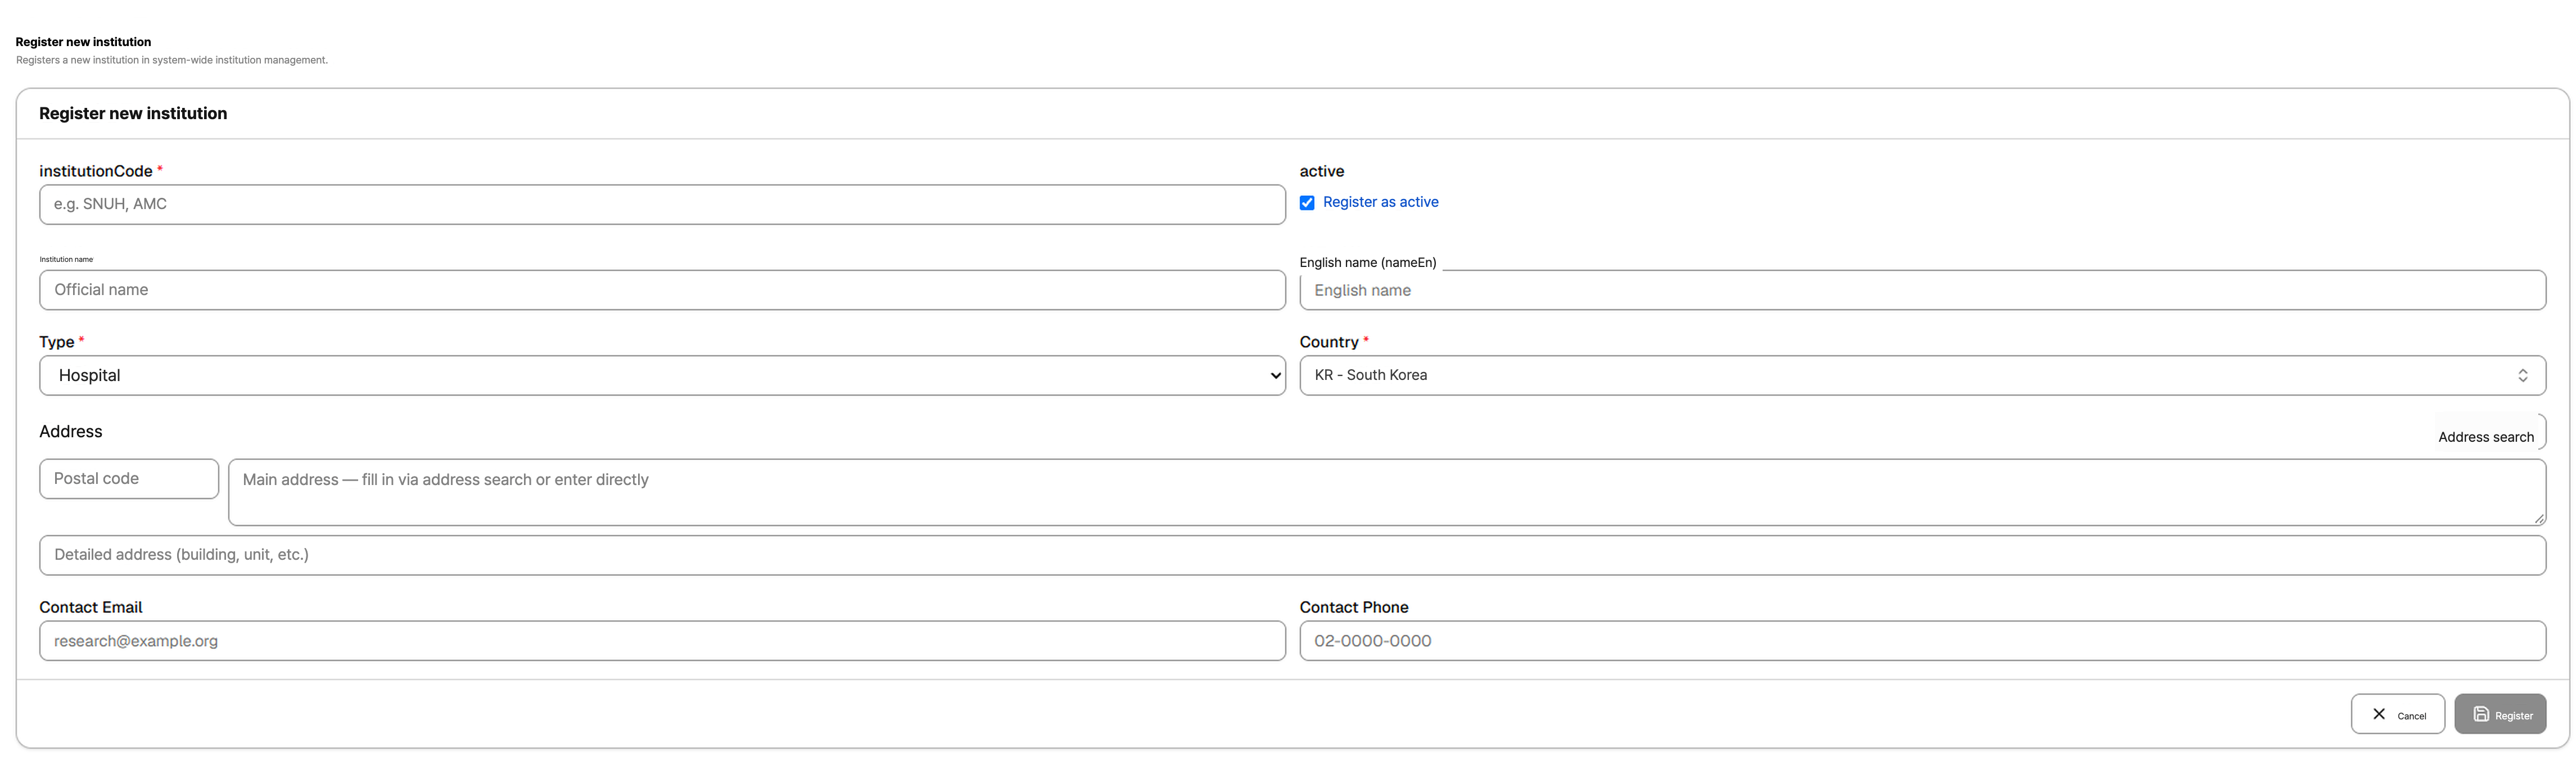 Register new institution
Registers a new institution in system-wide institution management.
Register new institution
institutionCode *
active
e.g. SNUH, AMC
Register as active
Institution name
English name (nameEn)
Official name
English name
Type *
Country *
Hospital
KR - South Korea
Address
Address search
Postal code
Main address — fill in via address search or enter directly
Detailed address (building, unit, etc.)
Contact Email
Contact Phone
research@example.org
02-0000-0000
Cancel
Register